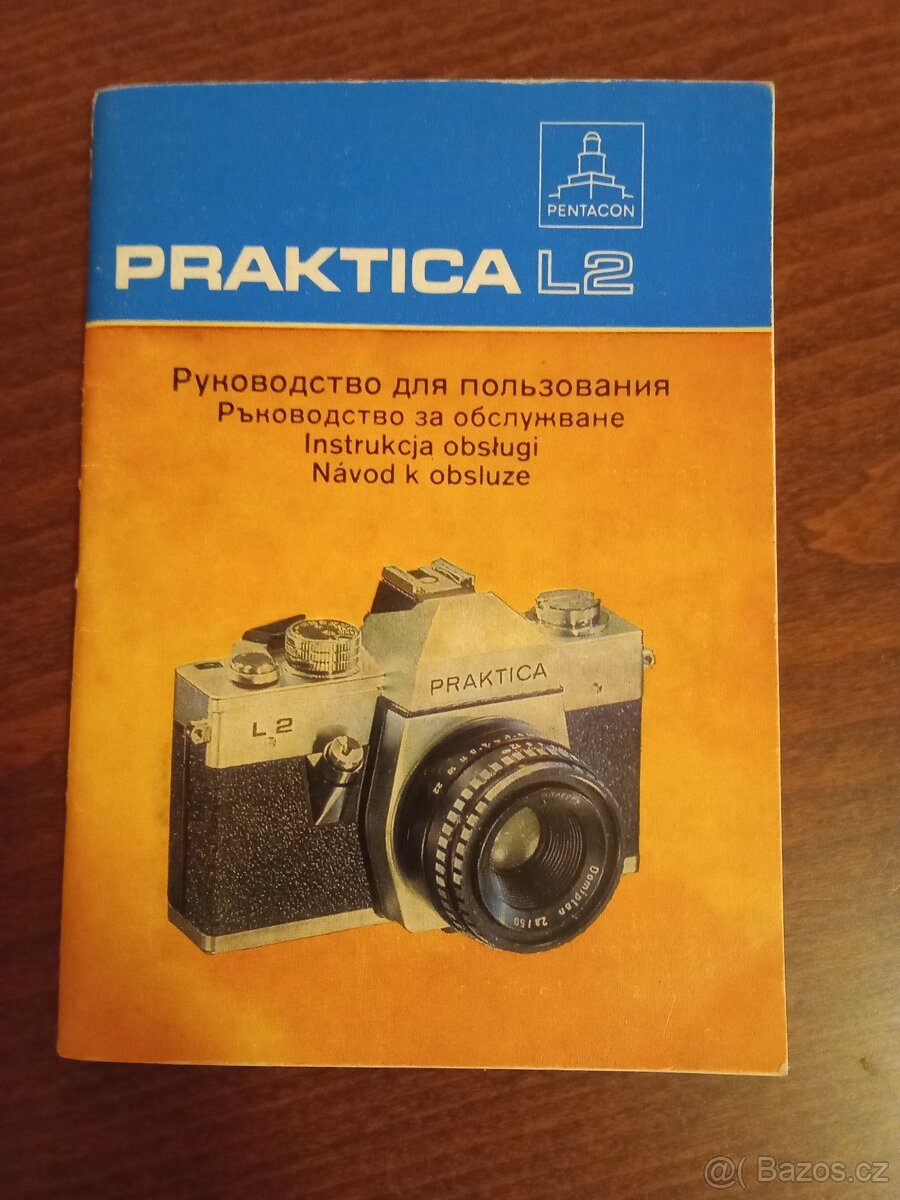 PENTACON
PRAKTICA L2
Руководство для пользования
Ръководство за обслужване
Instrukcja obsługi
Návod k obsluze
PRAKTICA
L2
22
Domiplan 2.8/50
@( Bazos.cz